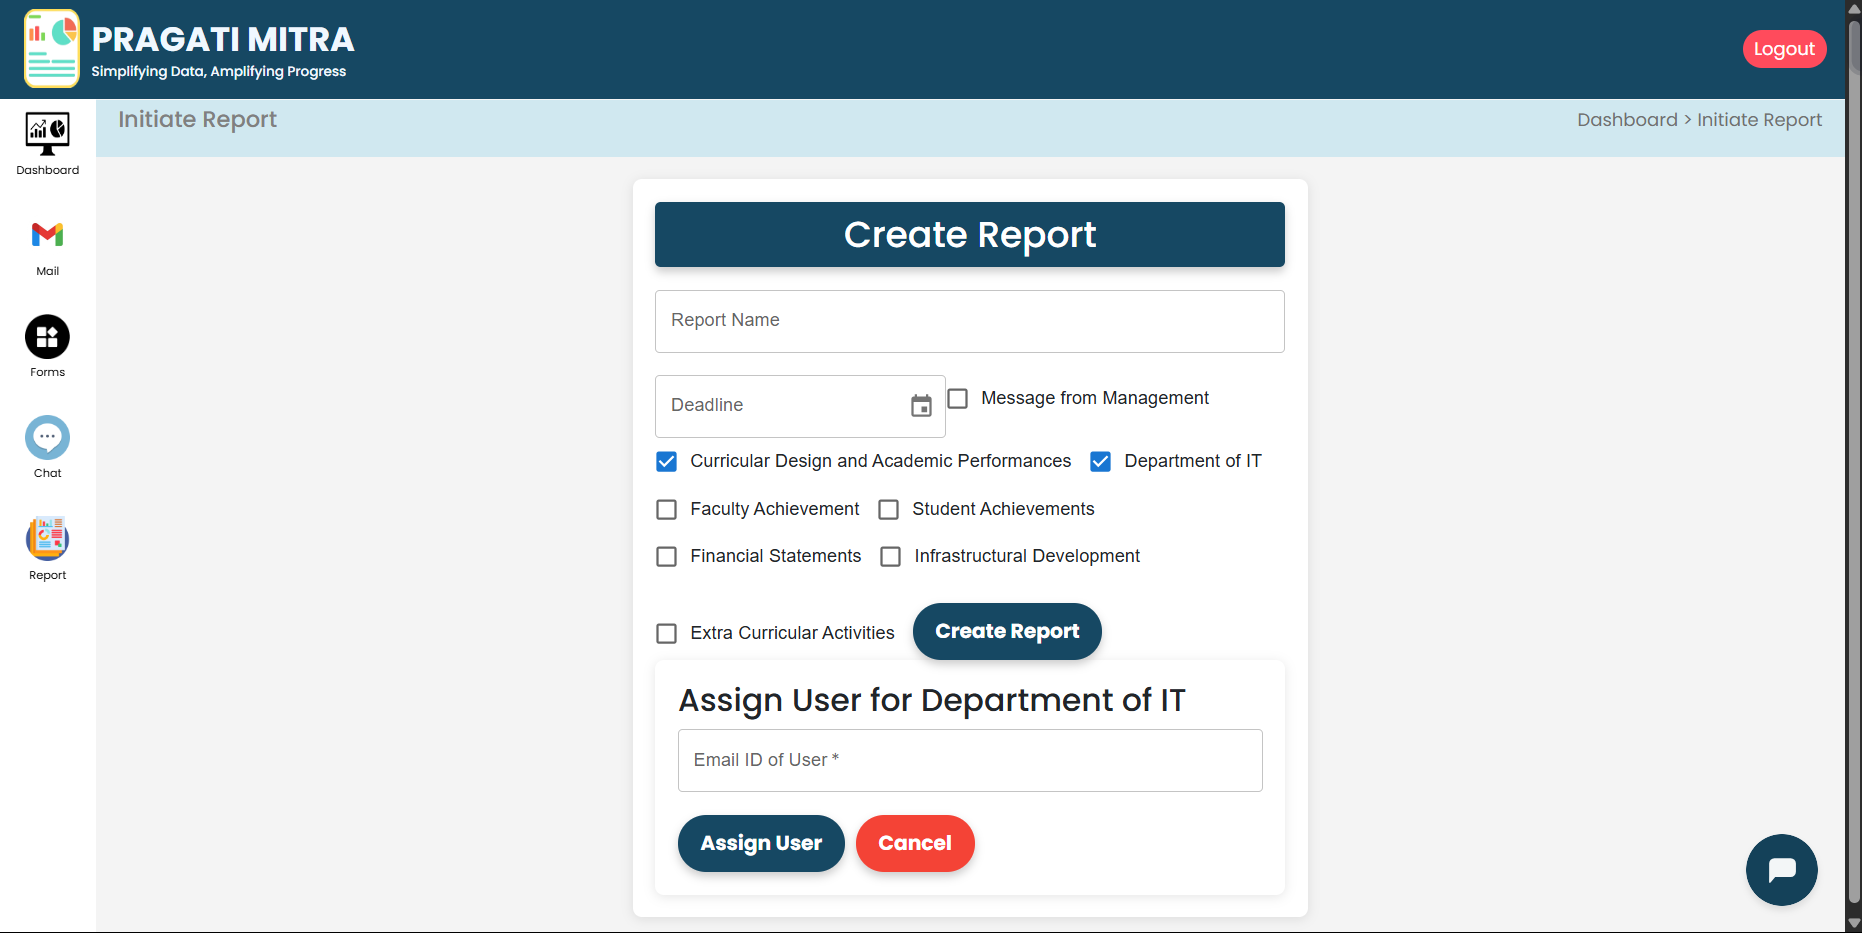 PRAGATI MITRA
Simplifying Data, Amplifying Progress
Logout
Initiate Report
Dashboard > Initiate Report
Dashboard
Mail
Forms
Chat
Report
Create Report
Report Name
Deadline
Message from Management
Curricular Design and Academic Performances
Department of IT
Faculty Achievement
Student Achievements
Financial Statements
Infrastructural Development
Extra Curricular Activities
Create Report
Assign User for Department of IT
Email ID of User *
Assign User
Cancel